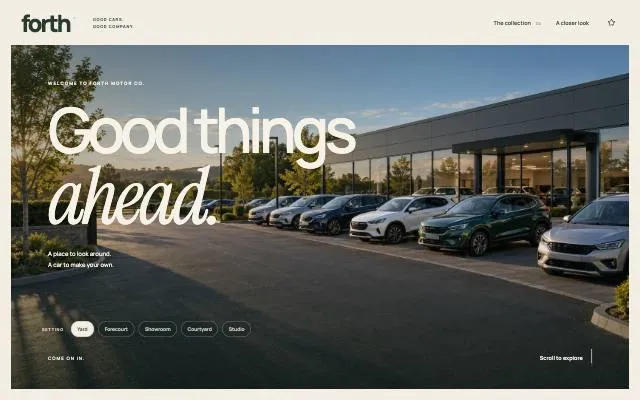 forth
GOOD CARS.
GOOD COMPANY.
The collection
A closer look
WELCOME TO FORTH MOTOR CO.
Good things
ahead.
A place to look around.
A car to make your own.
SETTING
Yard
Forecourt
Showroom
Courtyard
Studio
COME ON IN.
Scroll to explore